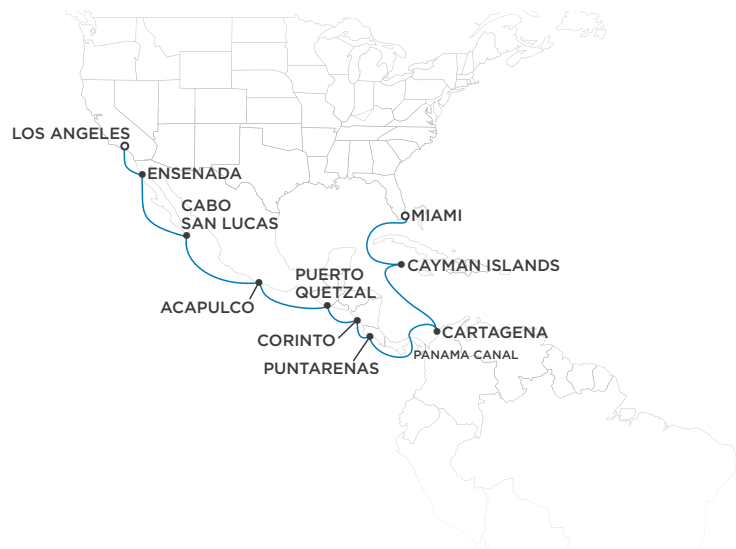 LOS ANGELES
ENSENADA
CABO
SAN LUCAS
MIAMI
CAYMAN ISLANDS
PUERTO
QUETZAL
ACAPULCO
CARTAGENA
CORINTO
PANAMA CANAL
PUNTARENAS